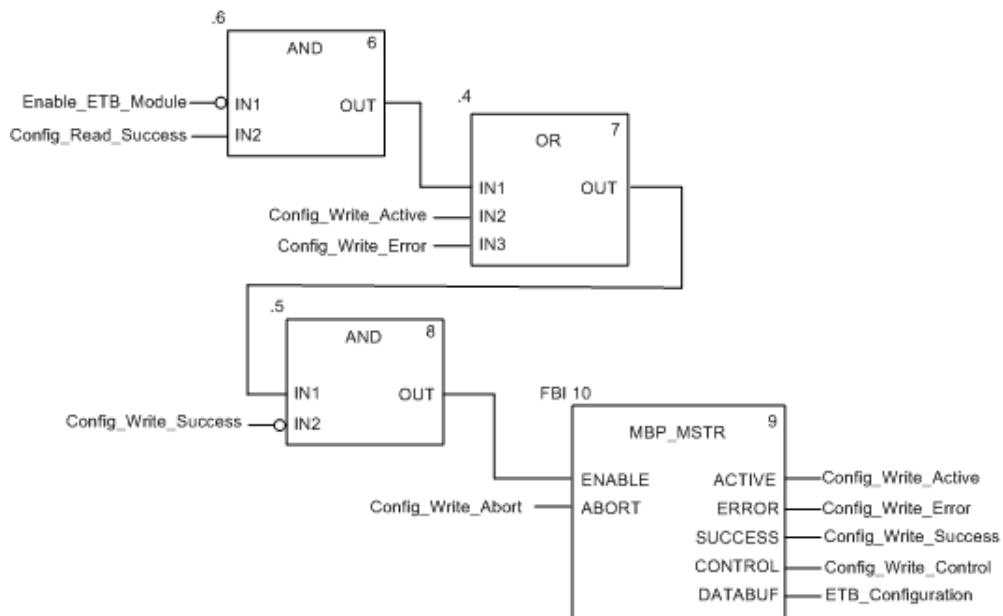 .6
AND 6
Enable_ETB_Module IN1 OUT
Config_Read_Success IN2
.4
OR 7
IN1 OUT
Config_Write_Active IN2
Config_Write_Error IN3
.5
AND 8
IN1 OUT
Config_Write_Success IN2
FBI 10
MBP_MSTR 9
ENABLE ACTIVE Config_Write_Active
Config_Write_Abort ABORT ERROR Config_Write_Error
SUCCESS Config_Write_Success
CONTROL Config_Write_Control
DATABUF ETB_Configuration